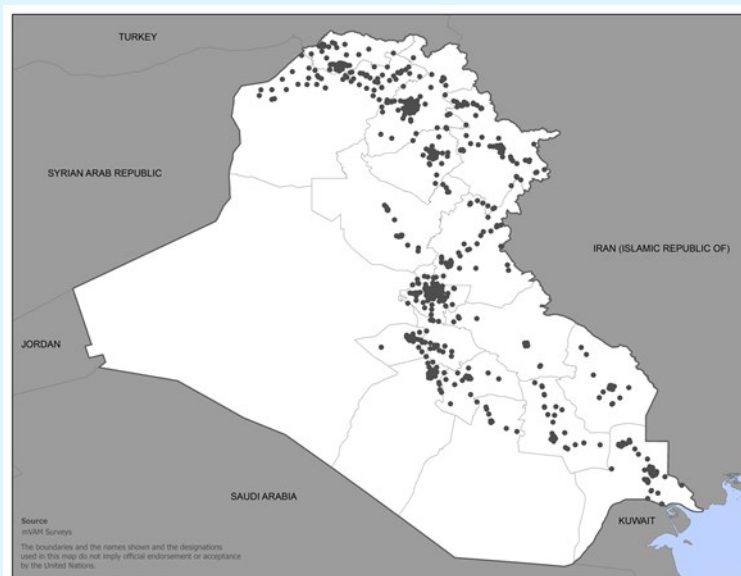 TURKEY
SYRIAN ARAB REPUBLIC
IRAN (ISLAMIC REPUBLIC OF)
JORDAN
SAUDI ARABIA
KUWAIT
Source
mVAM Surveys
The boundaries and the names shown and the designations
used in this map do not imply official endorsement or acceptance
by the United Nations.